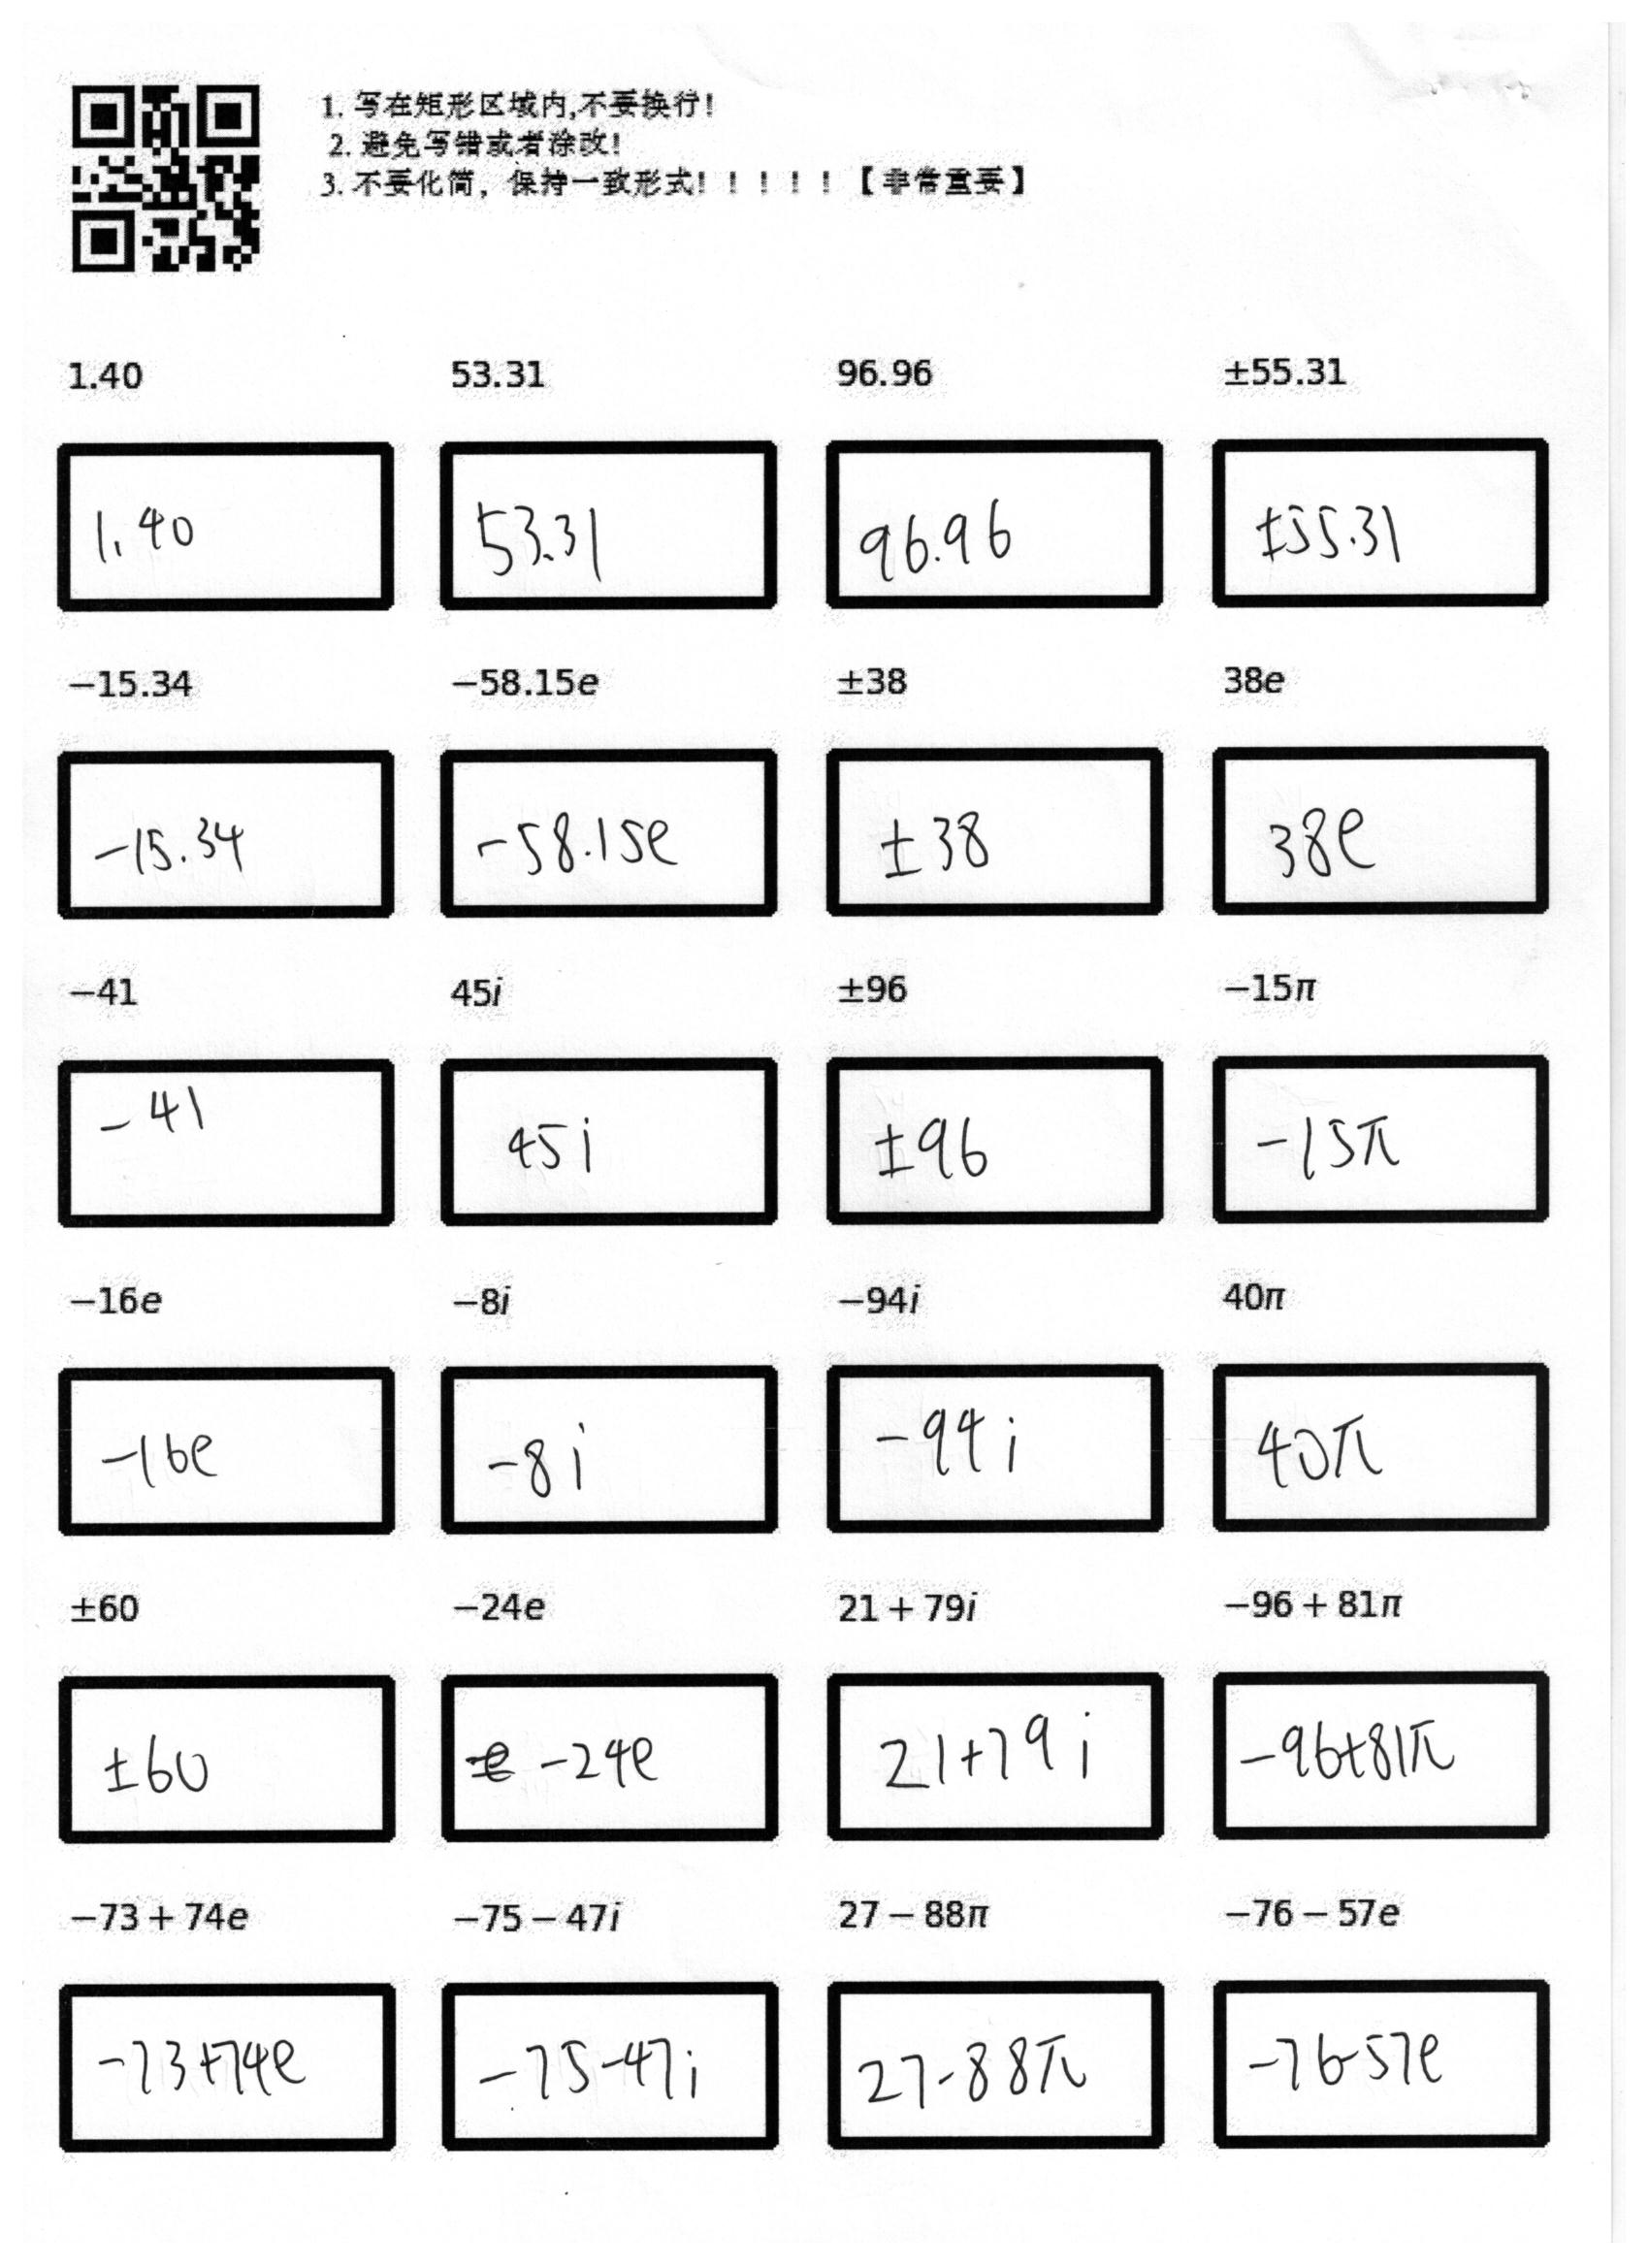 1. 写在矩形区域内,不要换行!
2. 避免写错或者涂改!
3. 不要化简，保持一致形式！！！！！【非常重要】
1.40 53.31 96.96 ±55.31
1.40 53.31 96.96 ±55.31
−15.34 −58.15e ±38 38e
-15.34 -58.15e ±38 38e
−41 45i ±96 −15π
-41 45i ±96 -15π
−16e −8i −94i 40π
-16e -8i -94i 40π
±60 −24e 21 + 79i −96 + 81π
±60 -24e 21+79i -96+81π
−73 + 74e −75 − 47i 27 − 88π −76 − 57e
-73+74e -75-47i 27-88π -76-57e